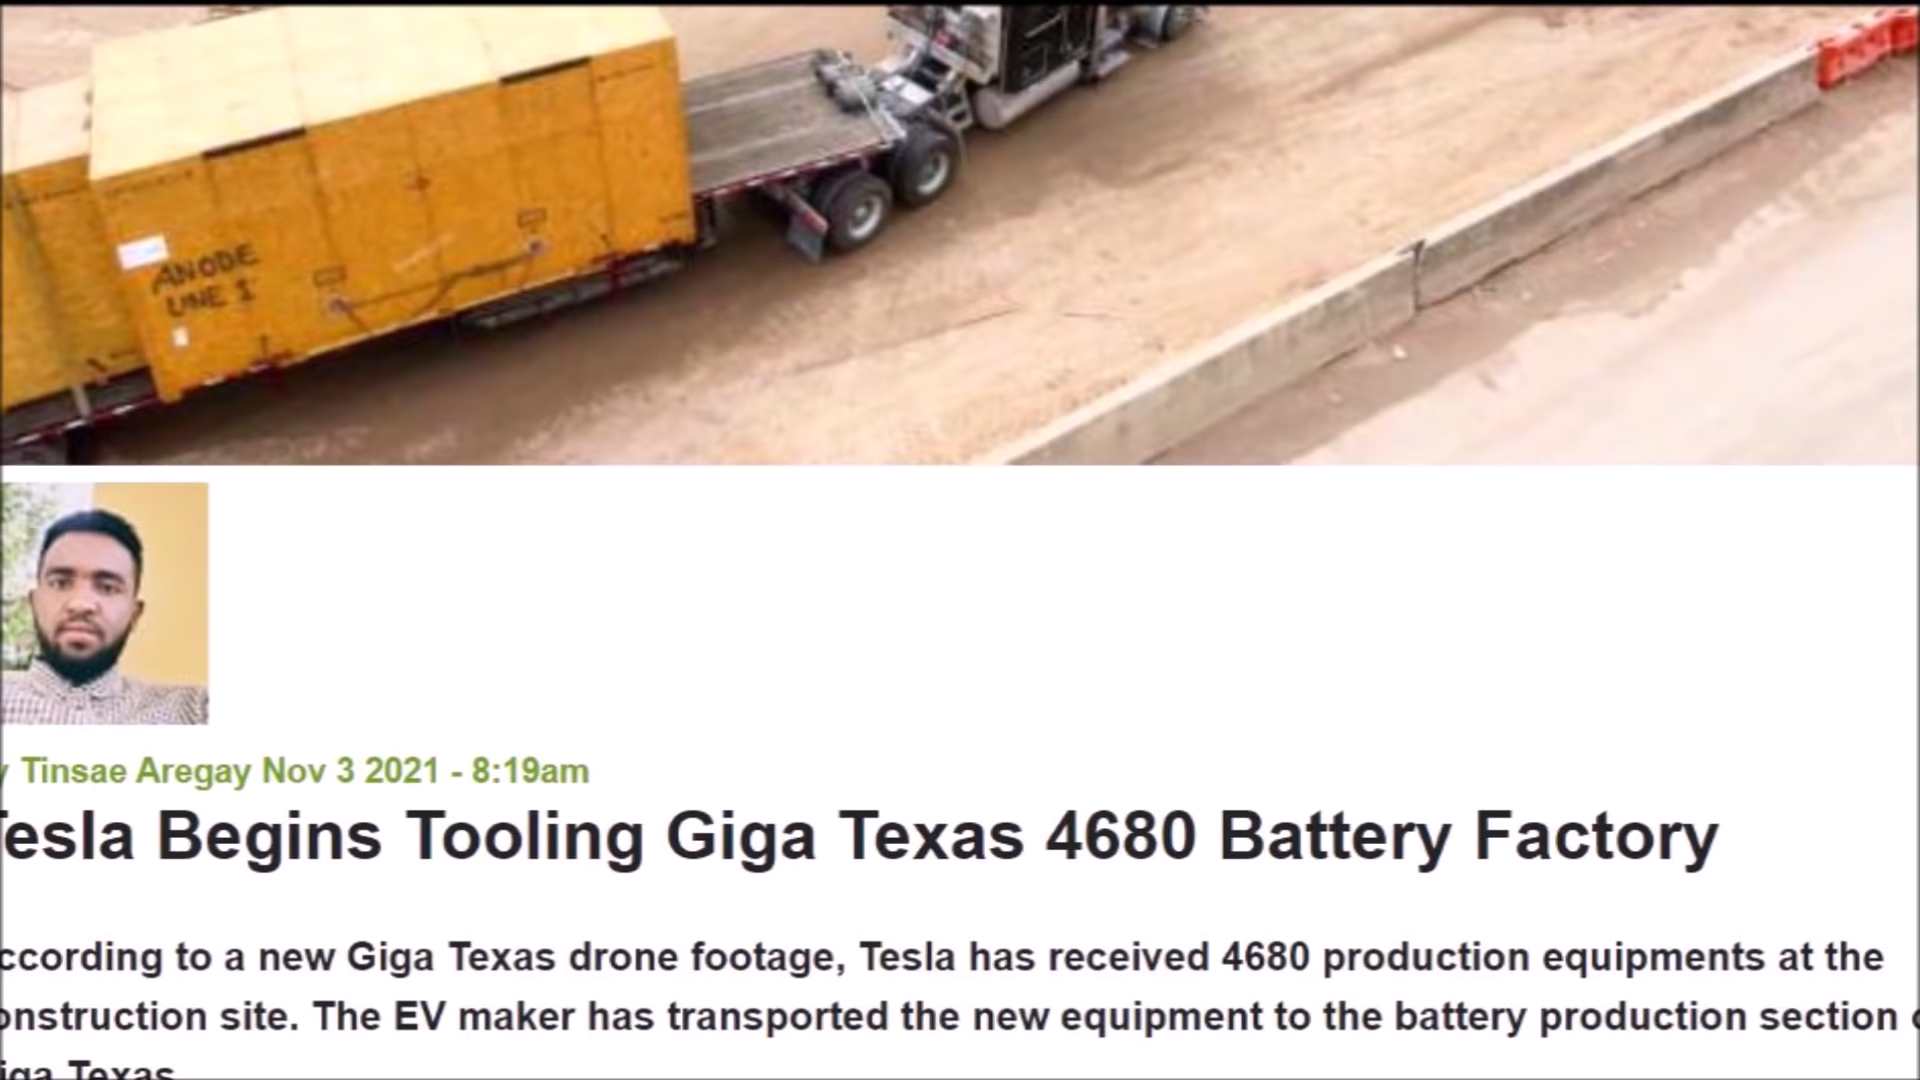 ANODE
LINE 1
Tinsae Aregay Nov 3 2021 - 8:19am
esla Begins Tooling Giga Texas 4680 Battery Factory
ccording to a new Giga Texas drone footage, Tesla has received 4680 production equipments at the
onstruction site. The EV maker has transported the new equipment to the battery production section
iga Texas